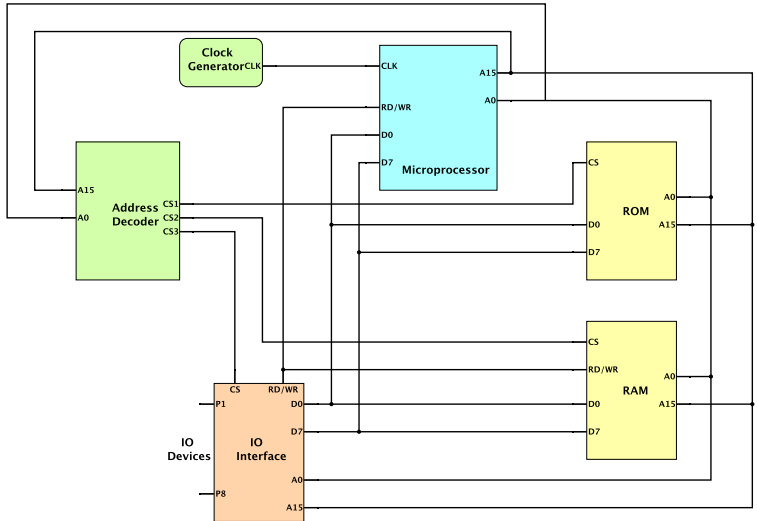 Clock
Generator CLK
CLK
RD/WR
D0
D7
A15
A0
Microprocessor
A15
A0
Address
Decoder
CS1
CS2
CS3
CS
D0
D7
ROM
A0
A15
CS
RD/WR
D0
D7
RAM
A0
A15
CS
RD/WR
P1
P8
IO
Devices
IO
Interface
D0
D7
A0
A15